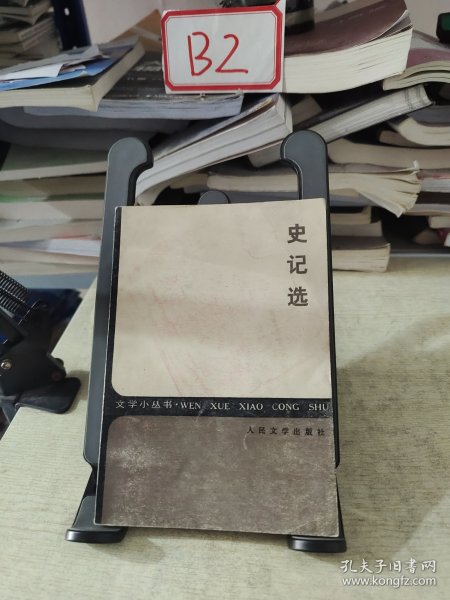 B2
史记选
文学小丛书·WEN XUE XIAO CONG SHU
人民文学出版社
孔夫子旧书网
www.kongfz.com